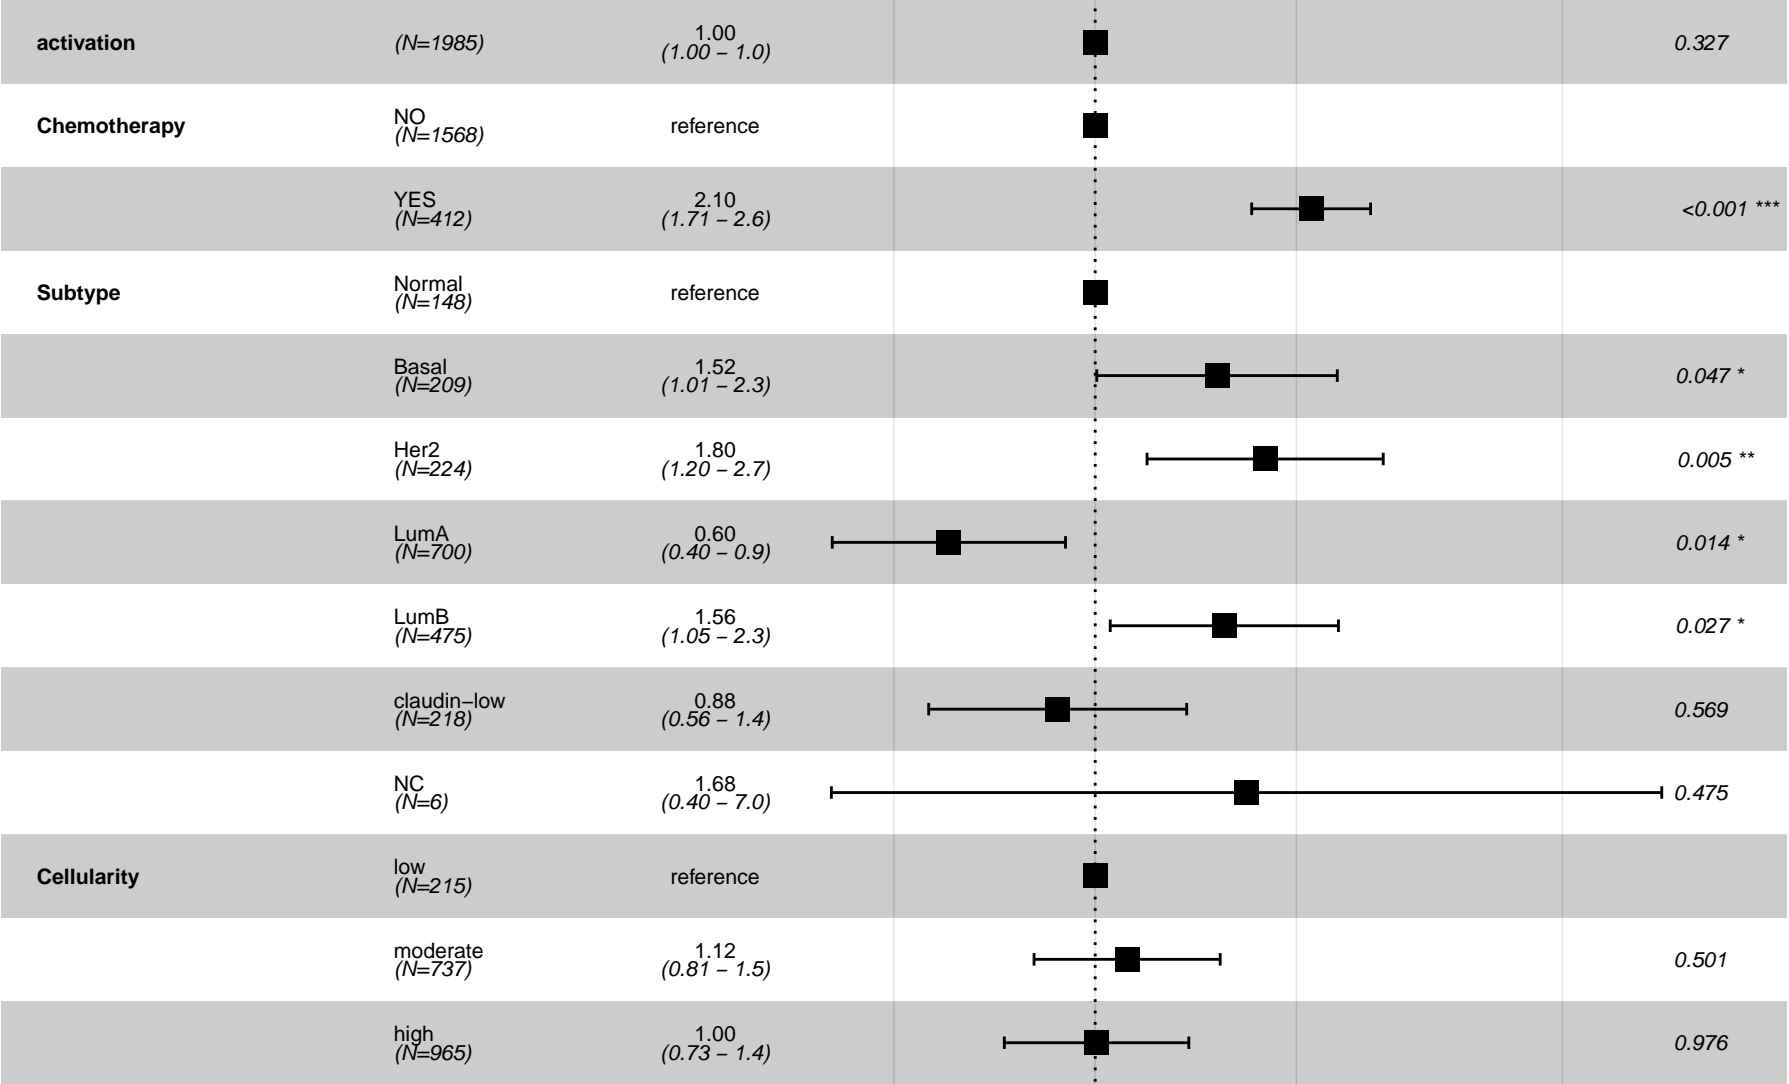 activation (N=1985) 1.00 0.327
(1.00 – 1.0)
Chemotherapy NO reference
(N=1568)
YES 2.10 <0.001 ***
(N=412) (1.71 – 2.6)
Subtype Normal reference
(N=148)
Basal 1.52 0.047 *
(N=209) (1.01 – 2.3)
Her2 1.80 0.005 **
(N=224) (1.20 – 2.7)
LumA 0.60 0.014 *
(N=700) (0.40 – 0.9)
LumB 1.56 0.027 *
(N=475) (1.05 – 2.3)
claudin–low 0.88 0.569
(N=218) (0.56 – 1.4)
NC 1.68 0.475
(N=6) (0.40 – 7.0)
Cellularity low reference
(N=215)
moderate 1.12 0.501
(N=737) (0.81 – 1.5)
high 1.00 0.976
(N=965) (0.73 – 1.4)